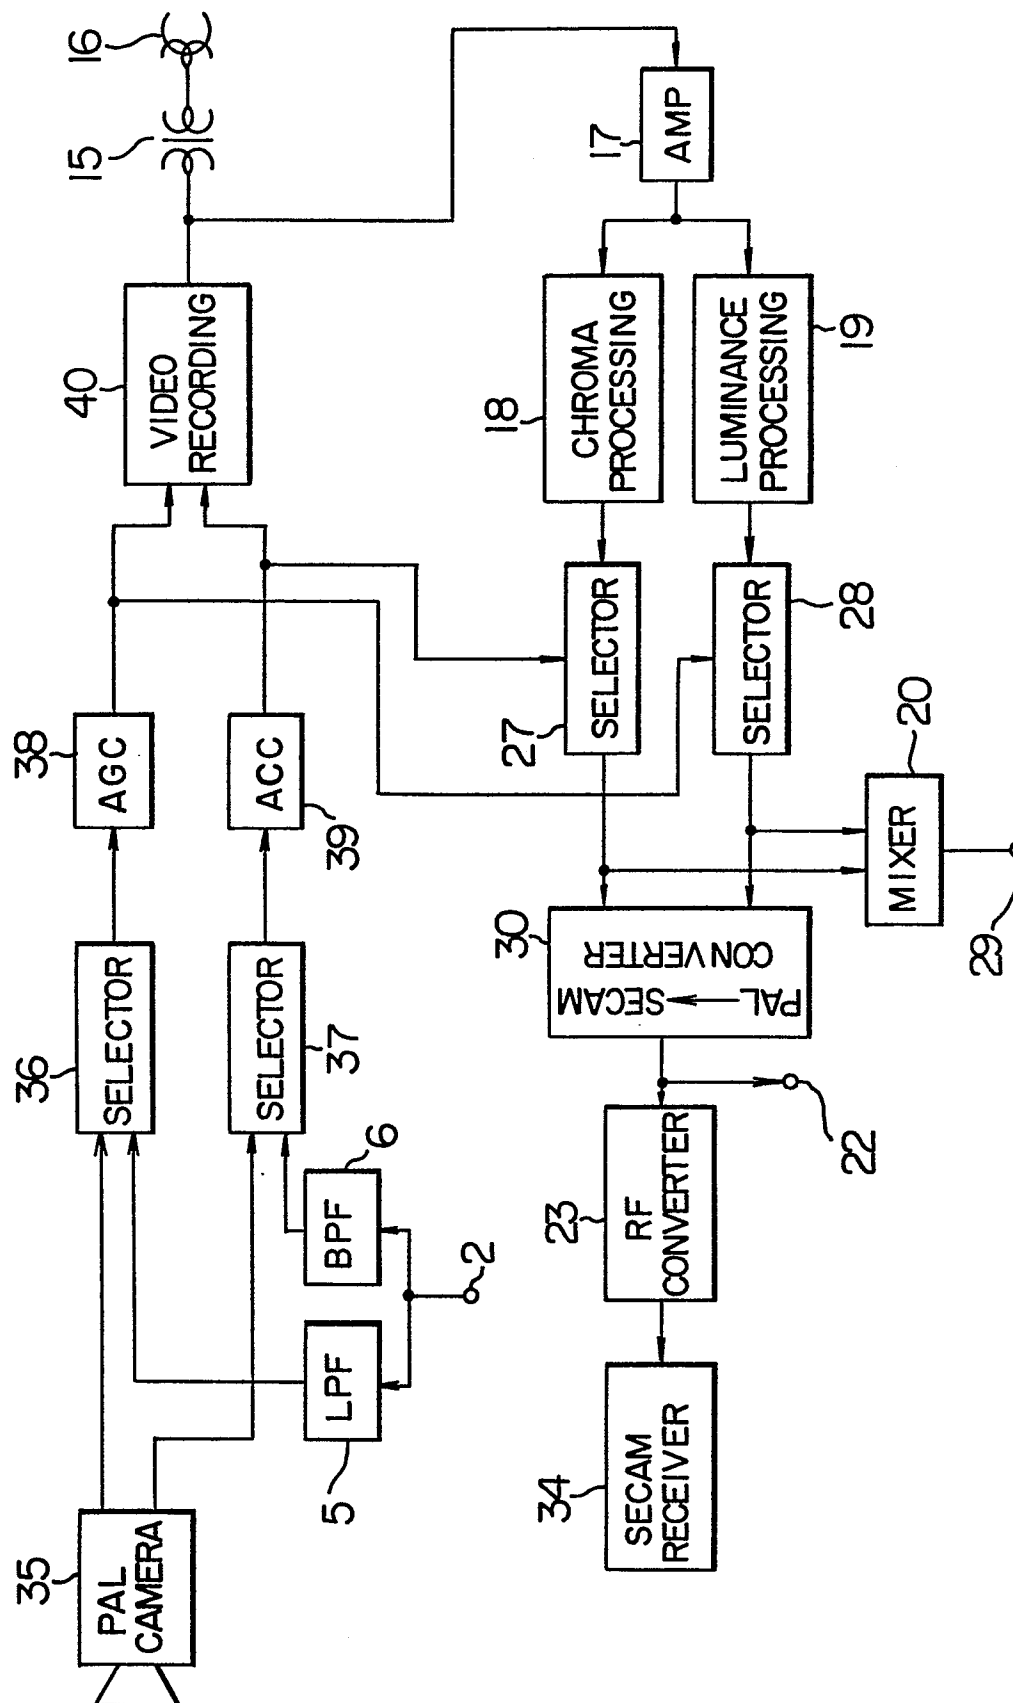 35
PAL
CAMERA
36
SELECTOR
38
AGC
40
VIDEO
RECORDING
15
16
37
SELECTOR
39
ACC
5
LPF
6
BPF
2
34
SECAM
RECEIVER
23
RF
CONVERTER
22
30
PAL→SECAM
CONVERTER
27
SELECTOR
18
CHROMA
PROCESSING
17
AMP
28
SELECTOR
19
LUMINANCE
PROCESSING
20
MIXER
29